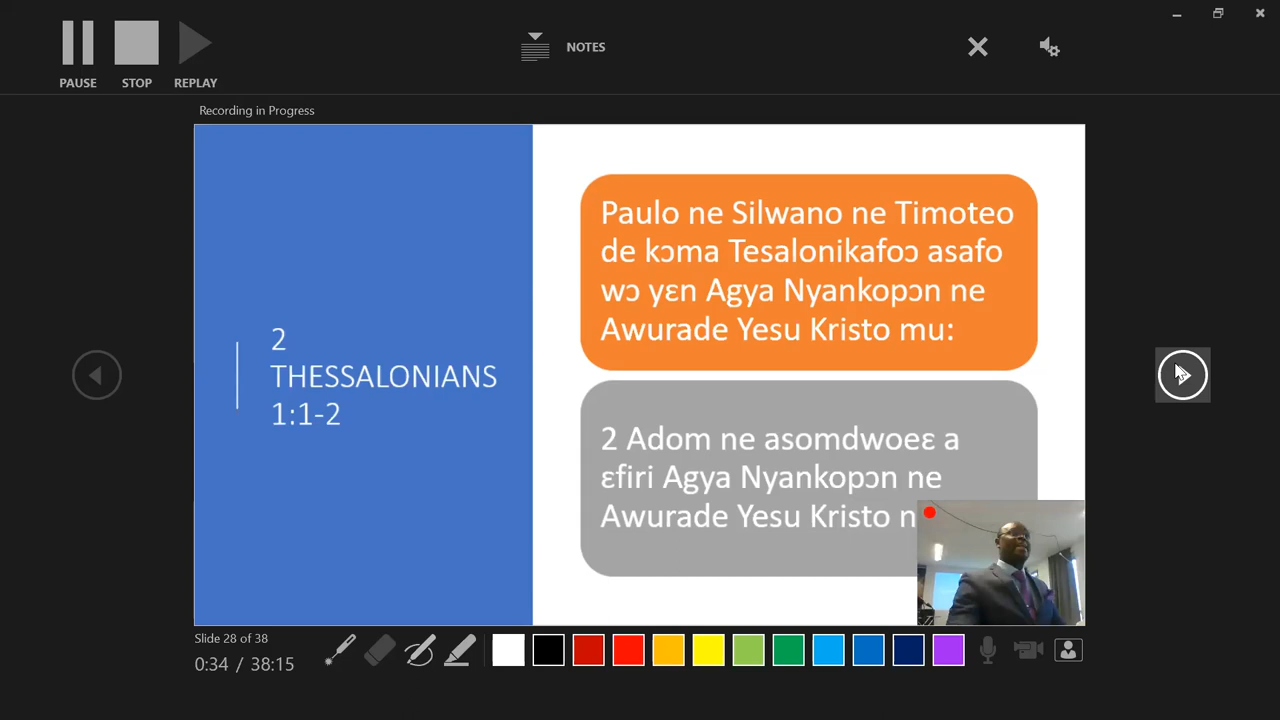 PAUSE
STOP
REPLAY
NOTES
Recording in Progress
2
THESSALONIANS
1:1-2
Paulo ne Silwano ne Timoteo
de kɔma Tesalonikafoɔ asafo
wɔ yɛn Agya Nyankopɔn ne
Awurade Yesu Kristo mu:
2 Adom ne asomdwoeɛ a
ɛfiri Agya Nyankopɔn ne
Awurade Yesu Kristo
Slide 28 of 38
0:34 / 38:15